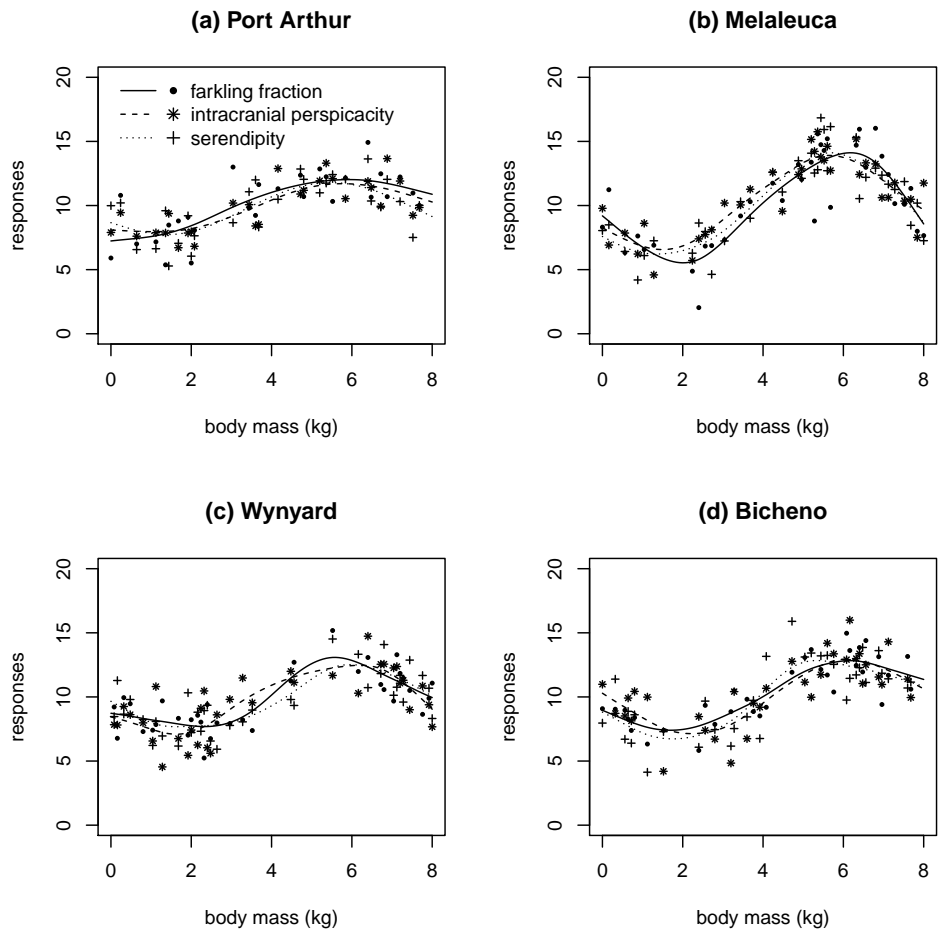 (a) Port Arthur
20
15
10
5
0
responses
farkling fraction
intracranial perspicacity
serendipity
0 2 4 6 8
body mass (kg)
(b) Melaleuca
20
15
10
5
0
responses
0 2 4 6 8
body mass (kg)
(c) Wynyard
20
15
10
5
0
responses
0 2 4 6 8
body mass (kg)
(d) Bicheno
20
15
10
5
0
responses
0 2 4 6 8
body mass (kg)